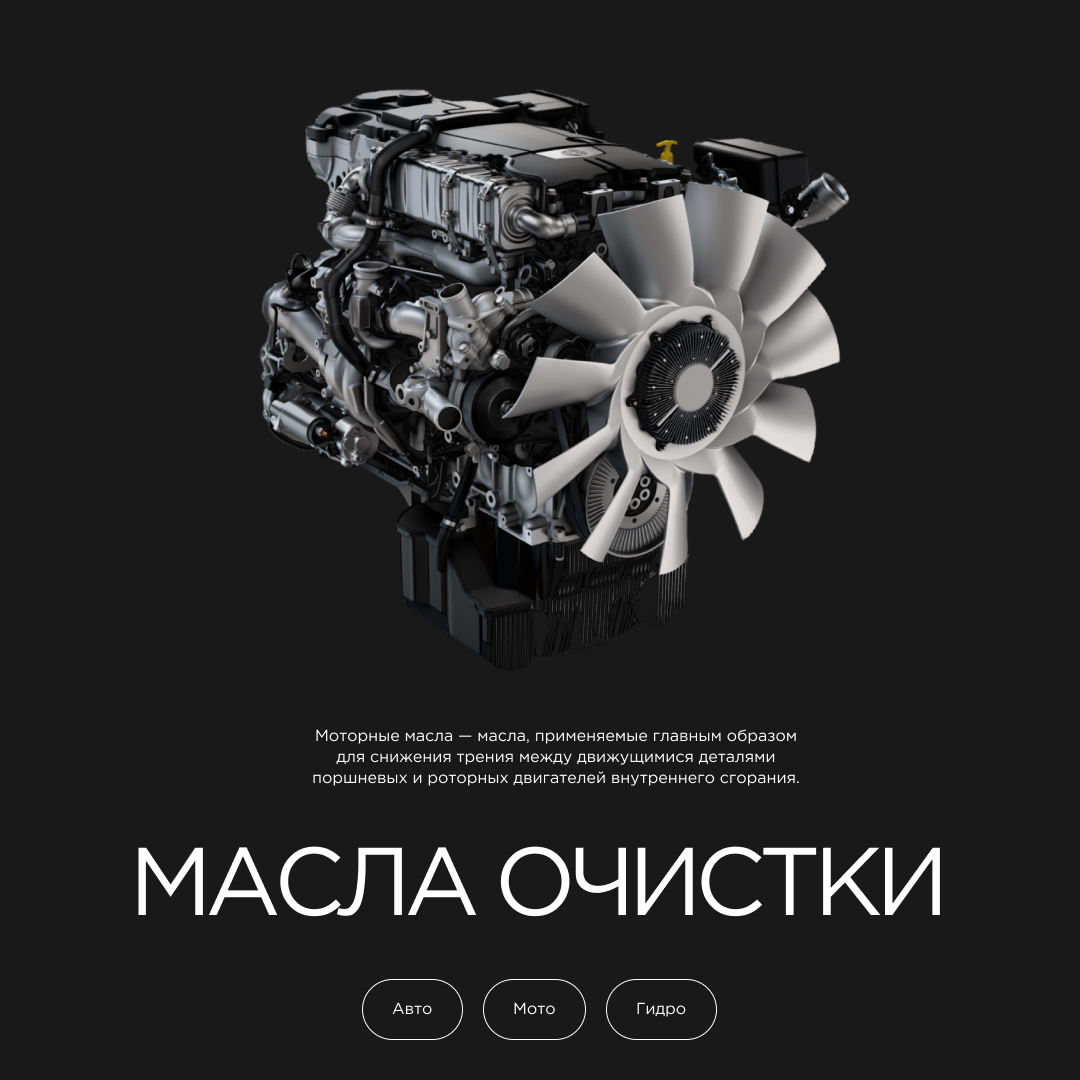 Моторные масла — масла, применяемые главным образом
для снижения трения между движущимися деталями
поршневых и роторных двигателей внутреннего сгорания.
МАСЛА ОЧИСТКИ
Авто
Мото
Гидро